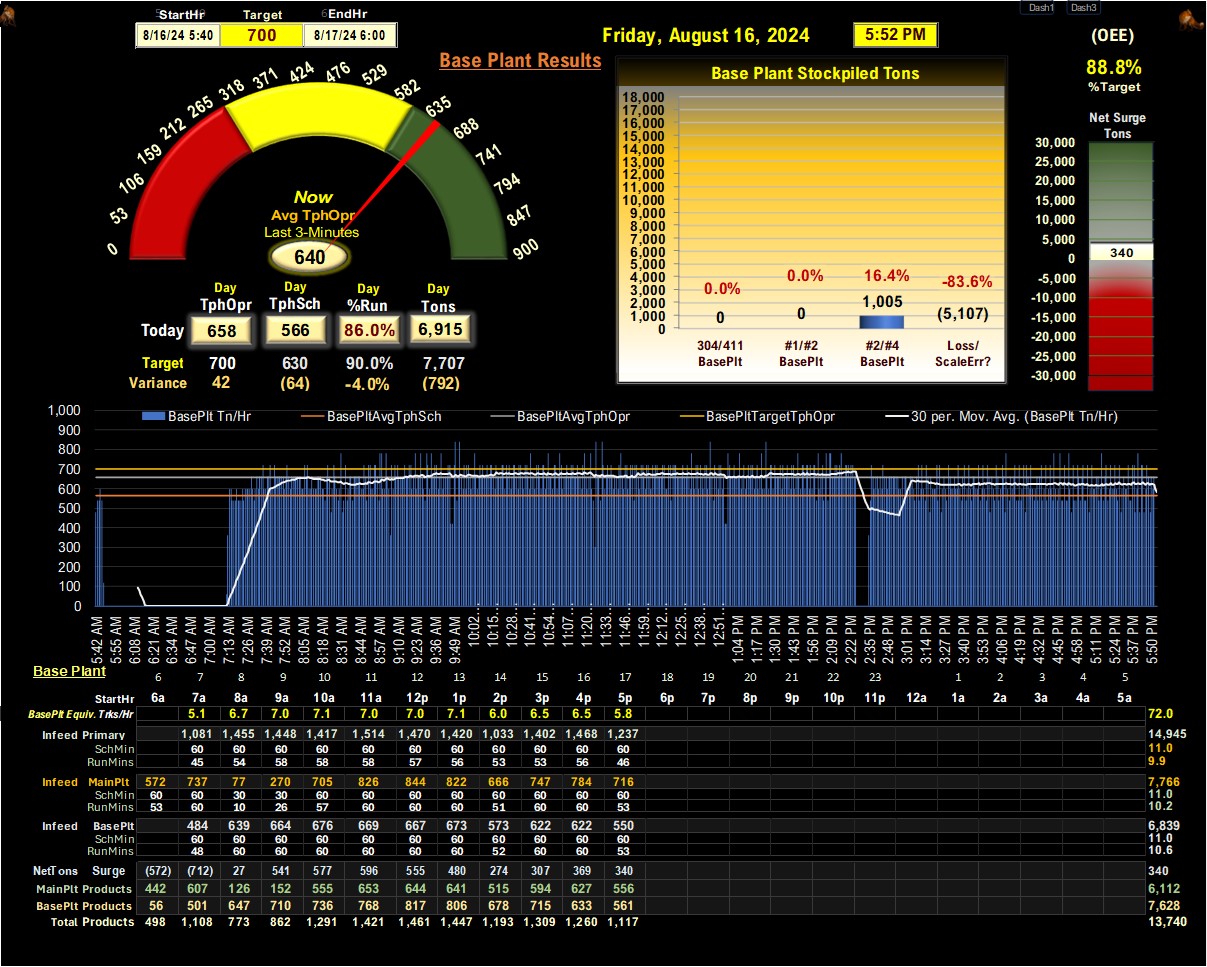 Dash1 Dash3
StartHr Target EndHr
8/16/24 5:40 700 8/17/24 6:00
Friday, August 16, 2024 5:52 PM
(OEE)
88.8%
%Target
Base Plant Results
0 53 106 159 212 265 318 371 424 476 529 582 635 688 741 794 847 900
Now
Avg TphOpr
Last 3-Minutes
640
Day Day Day Day
TphOpr TphSch %Run Tons
Today 658 566 86.0% 6,915
Target 700 630 90.0% 7,707
Variance 42 (64) -4.0% (792)
Base Plant Stockpiled Tons
18,000
17,000
16,000
15,000
14,000
13,000
12,000
11,000
10,000
9,000
8,000
7,000
6,000
5,000
4,000
3,000
2,000
1,000
0
0.0% 0.0% 16.4% -83.6%
0 0 1,005 (5,107)
304/411 #1/#2 #2/#4 Loss/
BasePlt BasePlt BasePlt ScaleErr?
Net Surge
Tons
30,000
25,000
20,000
15,000
10,000
5,000
0
-5,000
-10,000
-15,000
-20,000
-25,000
-30,000
340
BasePlt Tn/Hr BasePltAvgTphSch BasePltAvgTphOpr BasePltTargetTphOpr 30 per. Mov. Avg. (BasePlt Tn/Hr)
1,000
900
800
700
600
500
400
300
200
100
0
5:42 AM 5:55 AM 6:08 AM 6:21 AM 6:34 AM 6:47 AM 7:00 AM 7:13 AM 7:39 AM 7:52 AM 8:05 AM 8:18 AM 8:31 AM 8:44 AM 8:57 AM 9:10 AM 9:23 AM 9:36 AM 9:49 AM 10:02... 10:15... 10:28... 10:41... 10:54... 11:07... 11:20... 11:33... 11:46... 11:59... 12:12... 12:25... 12:38... 12:51... 1:04 PM 1:17 PM 1:30 PM 1:43 PM 1:56 PM 2:09 PM 2:22 PM 2:35 PM 2:48 PM 3:01 PM 3:14 PM 3:27 PM 3:40 PM 3:53 PM 4:06 PM 4:19 PM 4:32 PM 4:45 PM 4:58 PM 5:11 PM 5:24 PM 5:37 PM 5:50 PM
Base Plant 6 7 8 9 10 11 12 13 14 15 16 17 18 19 20 21 22 23
StartHr 6a 7a 8a 9a 10a 11a 12p 1p 2p 3p 4p 5p 6p 7p 8p 9p 10p 11p 12a 1a 2a 3a 4a 5a
BasePlt Equiv. Trks/Hr 5.1 6.7 7.0 7.1 7.0 7.0 7.1 6.0 6.5 6.5 5.8 72.0
Infeed Primary 1,081 1,455 1,448 1,417 1,514 1,470 1,420 1,033 1,402 1,468 1,237 14,945
SchMin 60 60 60 60 60 60 60 60 60 60 60 11.0
RunMins 45 54 58 58 58 57 56 53 53 56 46 9.9
Infeed MainPlt 572 737 77 270 705 826 844 822 666 747 784 716 7,766
SchMin 60 60 30 30 60 60 60 60 60 60 60 60 11.0
RunMins 53 60 10 26 57 60 60 60 51 60 60 53 10.2
Infeed BasePlt 484 639 664 676 669 667 673 573 622 622 550 6,839
SchMin 60 60 60 60 60 60 60 60 60 60 60 11.0
RunMins 48 60 60 60 60 60 60 52 60 60 53 10.6
NetTons Surge (572) (712) 27 541 577 596 555 480 274 307 369 340 340
MainPlt Products 442 607 126 152 555 653 644 641 515 594 627 556 6,112
BasePlt Products 56 501 647 710 736 768 817 806 678 715 633 561 7,628
Total Products 498 1,108 773 862 1,291 1,421 1,461 1,447 1,193 1,309 1,260 1,117 13,740